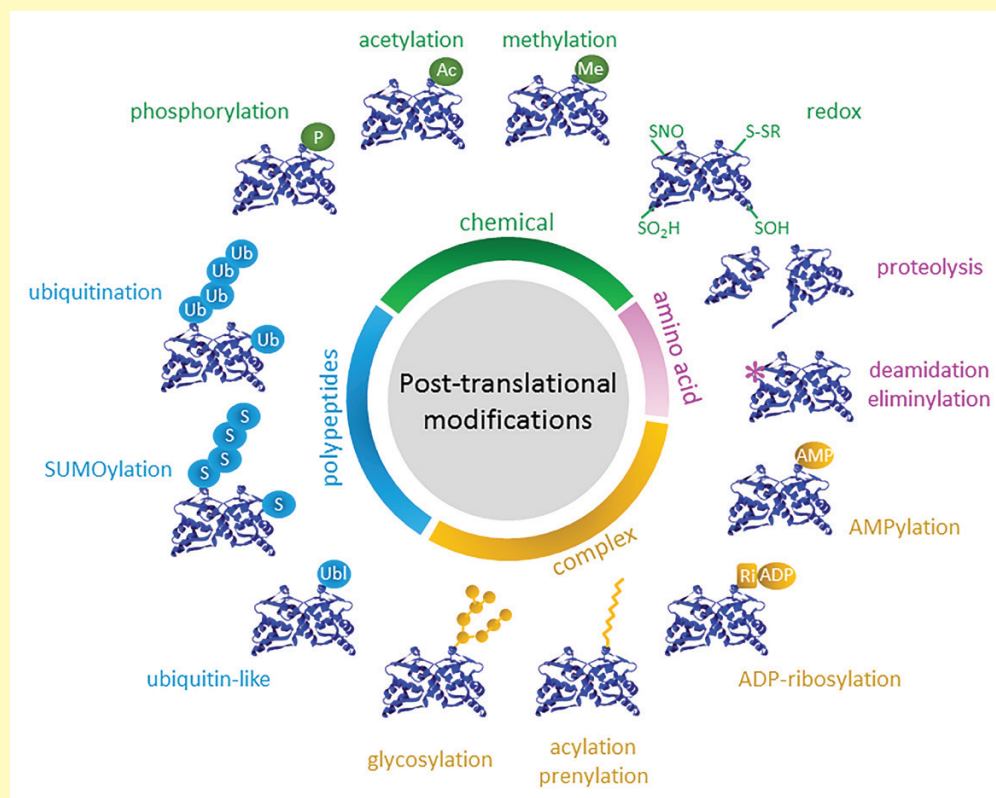 acetylation
methylation
Ac
Me
phosphorylation
P
redox
SNO
S-SR
SO₂H
SOH
chemical
ubiquitination
Ub
Ub
Ub
Ub
Ub
proteolysis
amino acid
polypeptides
Post-translational
modifications
deamidation
eliminylation
*
SUMOylation
S
S
S
S
S
AMP
AMPylation
complex
Ubl
ubiquitin-like
Ri
ADP
ADP-ribosylation
glycosylation
acylation
prenylation